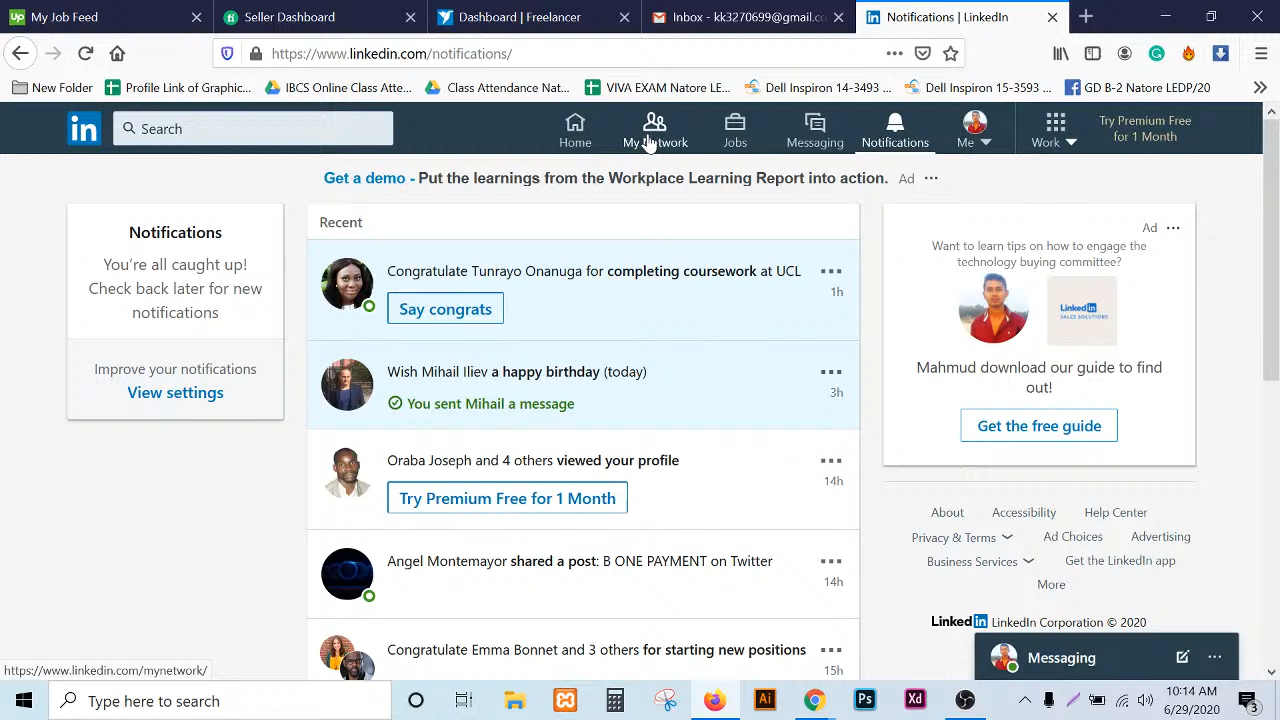 My Job Feed
Seller Dashboard
Dashboard | Freelancer
Inbox - kk3270699@gmail.co
Notifications | LinkedIn
https://www.linkedin.com/notifications/
New Folder
Profile Link of Graphic...
IBCS Online Class Atte...
Class Attendance Nat...
VIVA EXAM Natore LE...
Dell Inspiron 14-3493 ...
Dell Inspiron 15-3593 ...
GD B-2 Natore LEDP/20
Search
Home
My Network
Jobs
Messaging
Notifications
Me
Work
Try Premium Free
for 1 Month
Get a demo - Put the learnings from the Workplace Learning Report into action. Ad
Notifications
You're all caught up!
Check back later for new
notifications
Improve your notifications
View settings
Recent
Congratulate Tunrayo Onanuga for completing coursework at UCL
1h
Say congrats
Wish Mihail Iliev a happy birthday (today)
3h
You sent Mihail a message
Oraba Joseph and 4 others viewed your profile
14h
Try Premium Free for 1 Month
Angel Montemayor shared a post: B ONE PAYMENT on Twitter
14h
Congratulate Emma Bonnet and 3 others for starting new positions
15h
Ad
Want to learn tips on how to engage the
technology buying committee?
LinkedIn
SALES SOLUTIONS
Mahmud download our guide to find
out!
Get the free guide
About Accessibility Help Center
Privacy & Terms Ad Choices Advertising
Business Services Get the LinkedIn app
More
LinkedIn LinkedIn Corporation © 2020
Messaging
https://www.linkedin.com/mynetwork/
Type here to search
Ai
Ps
Xd
10:14 AM
6/29/2020
3